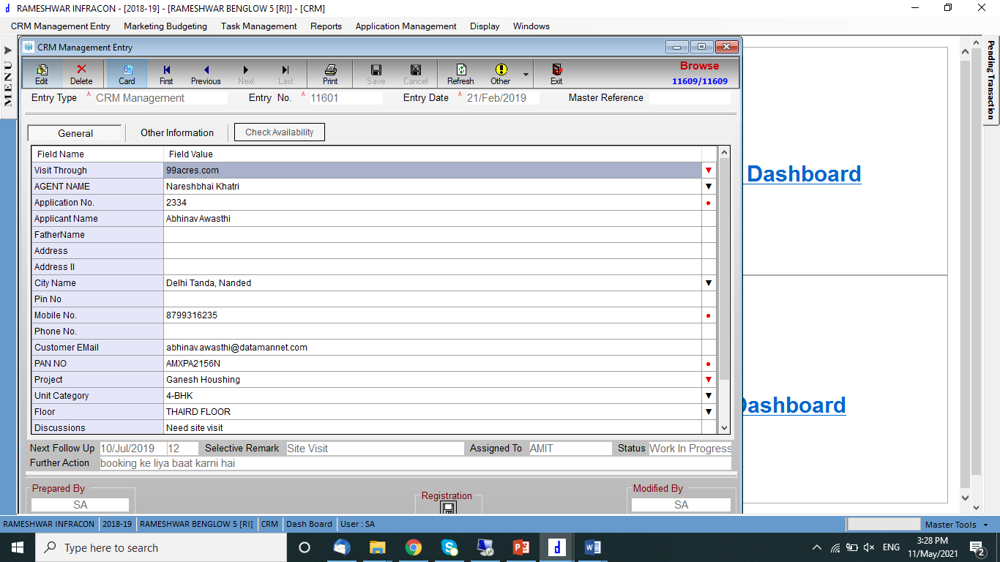 d RAMESHWAR INFRACON - [2018-19] - [RAMESHWAR BENGLOW 5 [RI]] - [CRM]
CRM Management Entry Marketing Budgeting Task Management Reports Application Management Display Windows
MENU
CRM Management Entry
Pending Transaction
Edit Delete Card First Previous Next Last Print Save Cancel Refresh Other Exit
Browse
11609/11609
Entry Type CRM Management Entry No. 11601 Entry Date 21/Feb/2019 Master Reference
General Other Information Check Availability
Field Name Field Value
Visit Through 99acres.com
AGENT NAME Nareshbhai Khatri
Application No. 2334
Applicant Name Abhinav Awasthi
FatherName
Address
Address II
City Name Delhi Tanda, Nanded
Pin No
Mobile No. 8799316235
Phone No.
Customer EMail abhinav.awasthi@datamannet.com
PAN NO AMXPA2156N
Project Ganesh Houshing
Unit Category 4-BHK
Floor THAIRD FLOOR
Discussions Need site visit
Dashboard
Dashboard
Next Follow Up 10/Jul/2019 12 Selective Remark Site Visit Assigned To AMIT Status Work In Progress
Further Action booking ke liya baat karni hai
Prepared By
SA
Registration
Modified By
SA
RAMESHWAR INFRACON 2018-19 RAMESHWAR BENGLOW 5 [RI] CRM Dash Board User : SA Master Tools
Type here to search
ENG
3:28 PM
11/May/2021
2